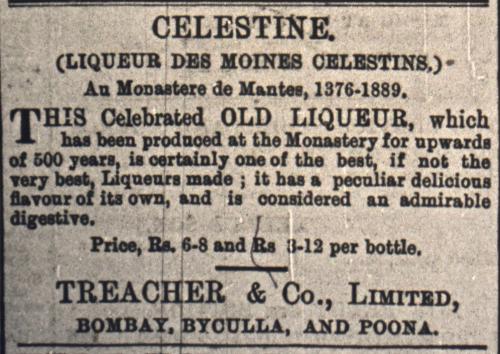 CELESTINE.
(LIQUEUR DES MOINES CELESTINS.)
Au Monastere de Mantes, 1376-1889.
THIS Celebrated OLD LIQUEUR, which
has been produced at the Monastery for upwards
of 500 years, is certainly one of the best, if not the
very best, Liqueurs made ; it has a peculiar delicious
flavour of its own, and is considered an admirable
digestive.
Price, Rs. 6-8 and Rs 3-12 per bottle.
TREACHER & Co., LIMITED,
BOMBAY, BYCULLA, AND POONA.